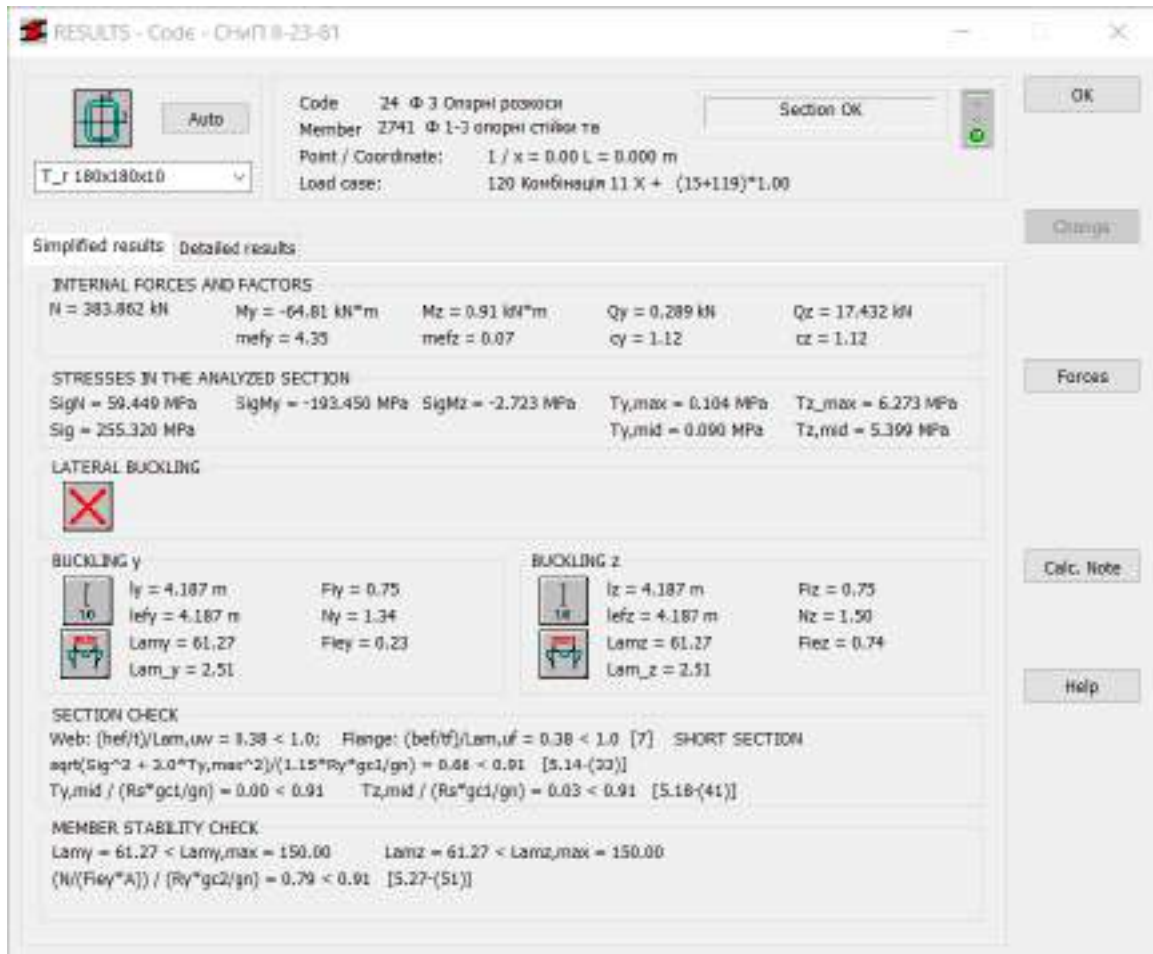 RESULTS - Code - СНиП II-23-81
OK
Auto
Code 24 Ф 3 Опорні розкоси
Section OK
Member 2741 Ф 1-3 опорні стійки тв
Point / Coordinate: 1 / x = 0.00 L = 0.000 m
T_r 180x180x10
Load case: 120 Комбінація 11 X + (15+119)*1.00
Change
Simplified results Detailed results
INTERNAL FORCES AND FACTORS
N = 383.862 kN My = -64.81 kN*m Mz = 0.91 kN*m Qy = 0.289 kN Qz = 17.432 kN
mefy = 4.35 mefz = 0.07 cy = 1.12 cz = 1.12
Forces
STRESSES IN THE ANALYZED SECTION
SigN = 59.449 MPa SigMy = -193.450 MPa SigMz = -2.723 MPa Ty,max = 0.104 MPa Tz_max = 6.273 MPa
Sig = 255.320 MPa Ty,mid = 0.090 MPa Tz,mid = 5.399 MPa
LATERAL BUCKLING
BUCKLING y BUCKLING z
Calc. Note
ly = 4.187 m Fiy = 0.75 lz = 4.187 m Fiz = 0.75
lefy = 4.187 m Ny = 1.34 lefz = 4.187 m Nz = 1.50
1.0 1.0
Lamy = 61.27 Fiey = 0.23 Lamz = 61.27 Fiez = 0.74
Lam_y = 2.51 Lam_z = 2.51
Help
SECTION CHECK
Web: (hef/t)/Lam,uw = 0.38 < 1.0; Flange: (bef/tf)/Lam,uf = 0.38 < 1.0 [7] SHORT SECTION
sqrt(Sig^2 + 3.0*Ty,max^2)/(1.15*Ry*gc1/gn) = 0.66 < 0.91 [5.14-(33)]
Ty,mid / (Rs*gc1/gn) = 0.00 < 0.91 Tz,mid / (Rs*gc1/gn) = 0.03 < 0.91 [5.18-(41)]
MEMBER STABILITY CHECK
Lamy = 61.27 < Lamy,max = 150.00 Lamz = 61.27 < Lamz,max = 150.00
(N/(Fiey*A)) / (Ry*gc2/gn) = 0.79 < 0.91 [5.27-(51)]